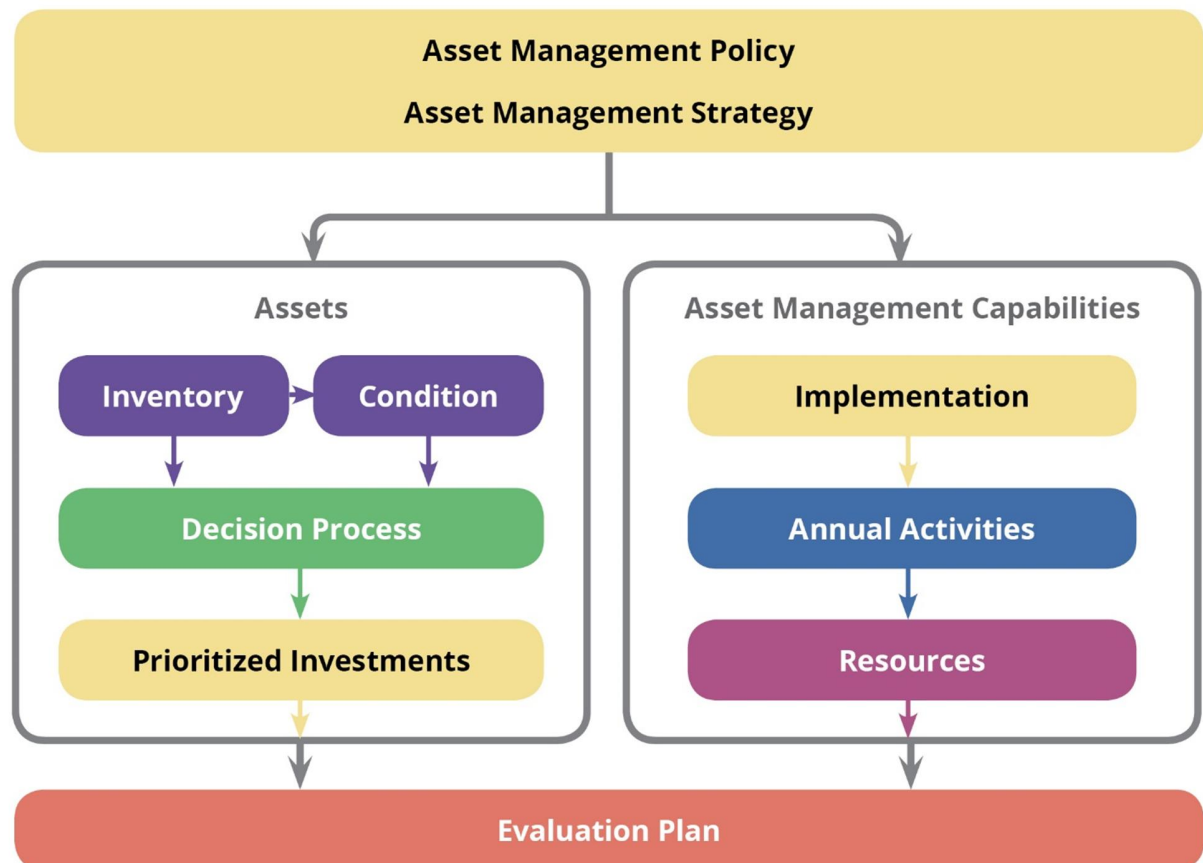 Asset Management Policy
Asset Management Strategy
Assets
Inventory
Condition
Decision Process
Prioritized Investments
Asset Management Capabilities
Implementation
Annual Activities
Resources
Evaluation Plan